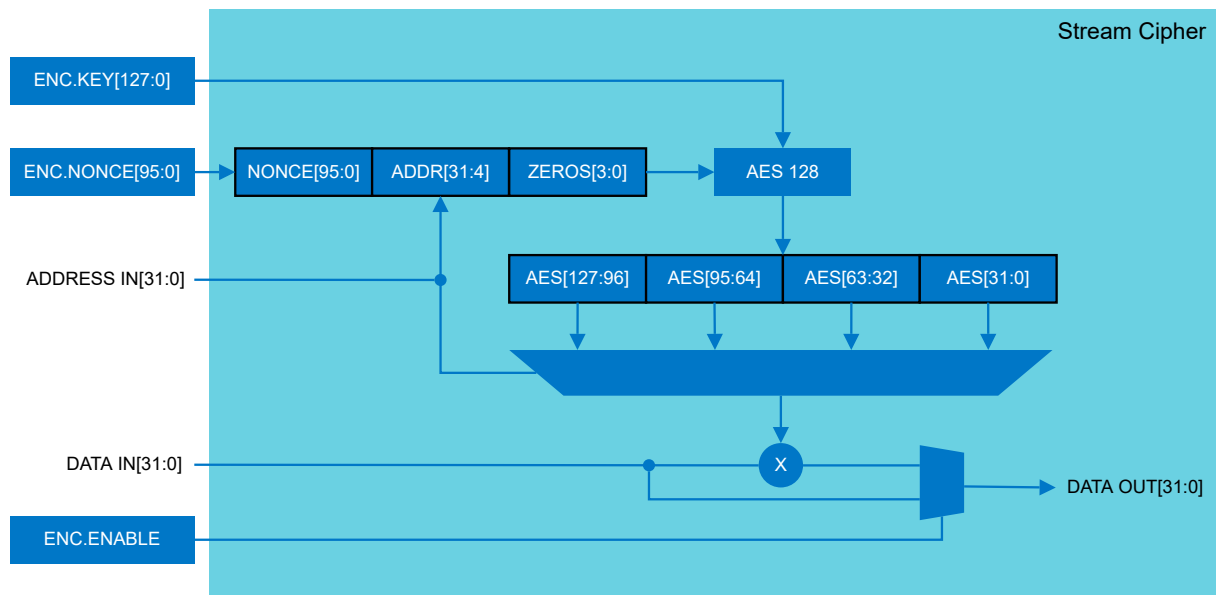 Stream Cipher
ENC.KEY[127:0]
ENC.NONCE[95:0]
NONCE[95:0]
ADDR[31:4]
ZEROS[3:0]
AES 128
ADDRESS IN[31:0]
AES[127:96]
AES[95:64]
AES[63:32]
AES[31:0]
DATA IN[31:0]
X
DATA OUT[31:0]
ENC.ENABLE